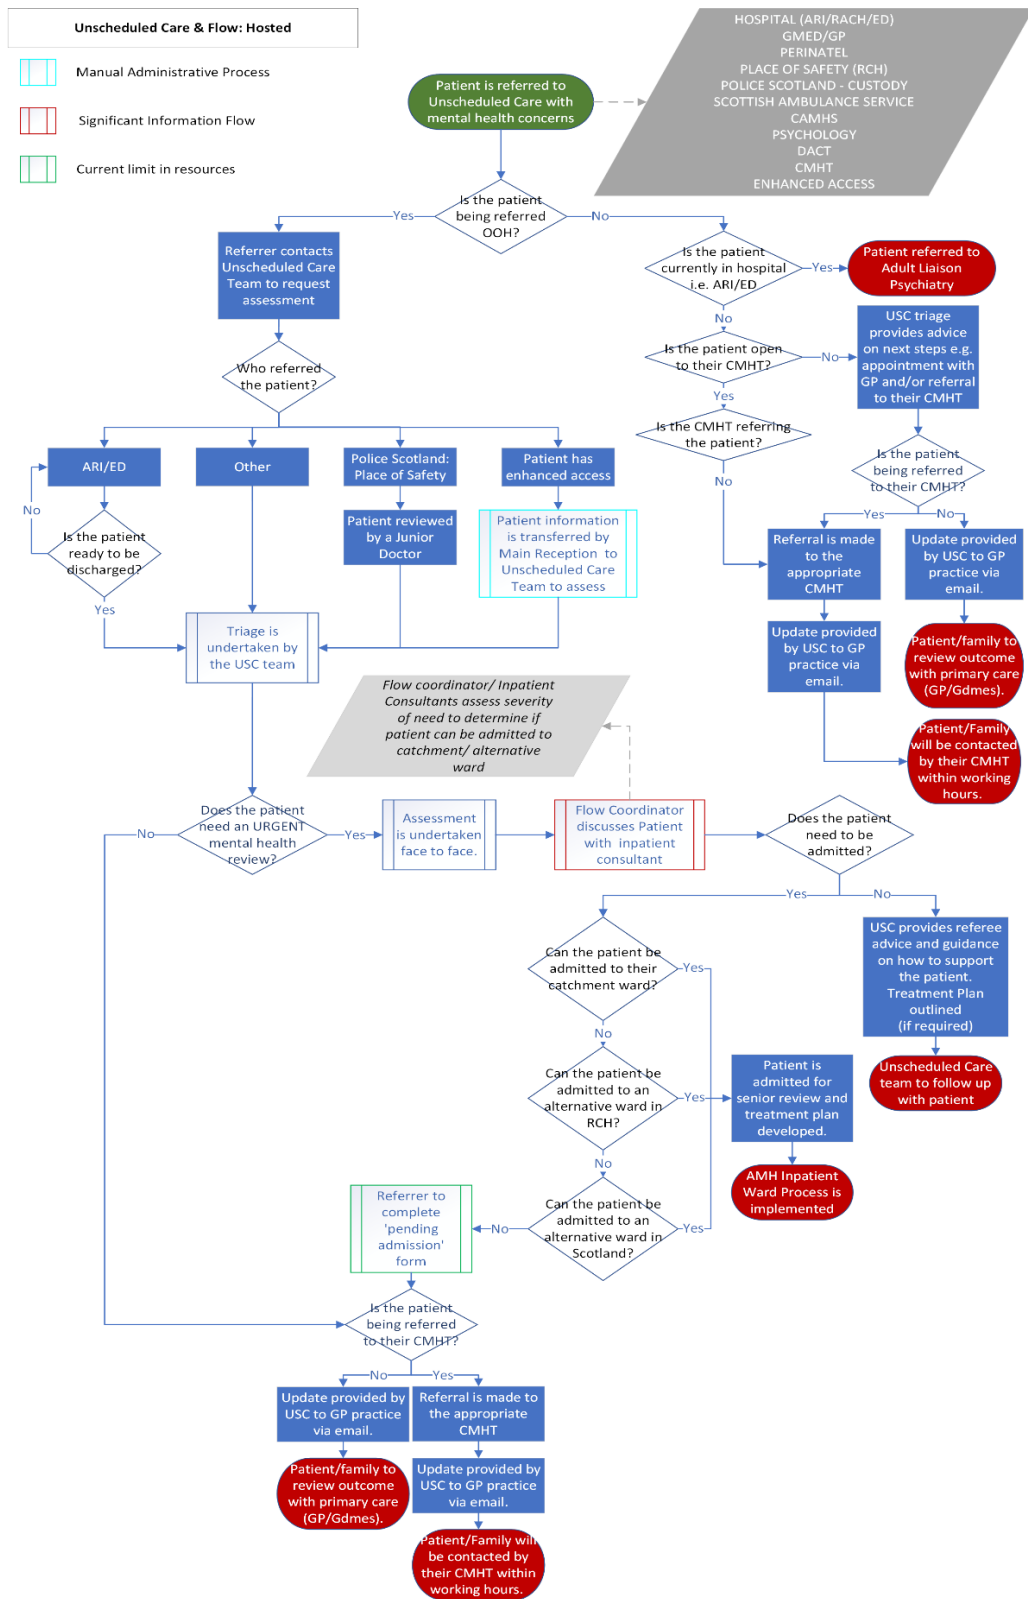 Unscheduled Care & Flow: Hosted
Manual Administrative Process
Significant Information Flow
Current limit in resources
Patient is referred to
Unscheduled Care with
mental health concerns
HOSPITAL (ARI/RACH/ED)
GMED/GP
PERINATEL
PLACE OF SAFETY (RCH)
POLICE SCOTLAND - CUSTODY
SCOTTISH AMBULANCE SERVICE
CAMHS
PSYCHOLOGY
DACT
CMHT
ENHANCED ACCESS
Is the patient
being referred
OOH?
Yes
No
Referrer contacts
Unscheduled Care
Team to request
assessment
Is the patient
currently in hospital
i.e. ARI/ED
Yes
Patient referred to
Adult Liaison
Psychiatry
No
Is the patient open
to their CMHT?
No
USC triage
provides advice
on next steps e.g.
appointment with
GP and/or referral
to their CMHT
Yes
Who referred
the patient?
Is the CMHT referring
the patient?
No
Is the patient
being referred
to their CMHT?
Yes
No
ARI/ED
Other
Police Scotland:
Place of Safety
Patient has
enhanced access
No
Is the patient
ready to be
discharged?
Yes
Patient reviewed
by a Junior
Doctor
Patient information
is transferred by
Main Reception to
Unscheduled Care
Team to assess
Referral is made
to the
appropriate
CMHT
Update provided
by USC to GP
practice via
email.
Triage is
undertaken by
the USC team
Update provided
by USC to GP
practice via
email.
Patient/family to
review outcome
with primary care
(GP/Gdmes).
Patient/Family
will be contacted
by their CMHT
within working
hours.
Flow coordinator/ Inpatient
Consultants assess severity
of need to determine if
patient can be admitted to
catchment/ alternative
ward
Does the patient
need an URGENT
mental health
review?
No
Yes
Assessment
is undertaken
face to face.
Flow Coordinator
discusses Patient
with inpatient
consultant
Does the patient
need to be
admitted?
Yes
No
Can the patient be
admitted to their
catchment ward?
Yes
No
USC provides referee
advice and guidance
on how to support
the patient.
Treatment Plan
outlined
(if required)
Unscheduled Care
team to follow up
with patient
Can the patient be
admitted to an
alternative ward in
RCH?
Yes
No
Patient is
admitted for
senior review and
treatment plan
developed.
AMH Inpatient
Ward Process is
implemented
Can the patient be
admitted to an
alternative ward in
Scotland?
Yes
No
Referrer to
complete
'pending
admission'
form
Is the patient
being referred
to their CMHT?
No
Yes
Update provided by
USC to GP practice
via email.
Referral is made to
the appropriate
CMHT
Patient/family to
review outcome
with primary care
(GP/Gdmes).
Update provided by
USC to GP practice
via email.
Patient/Family will
be contacted by
their CMHT within
working hours.